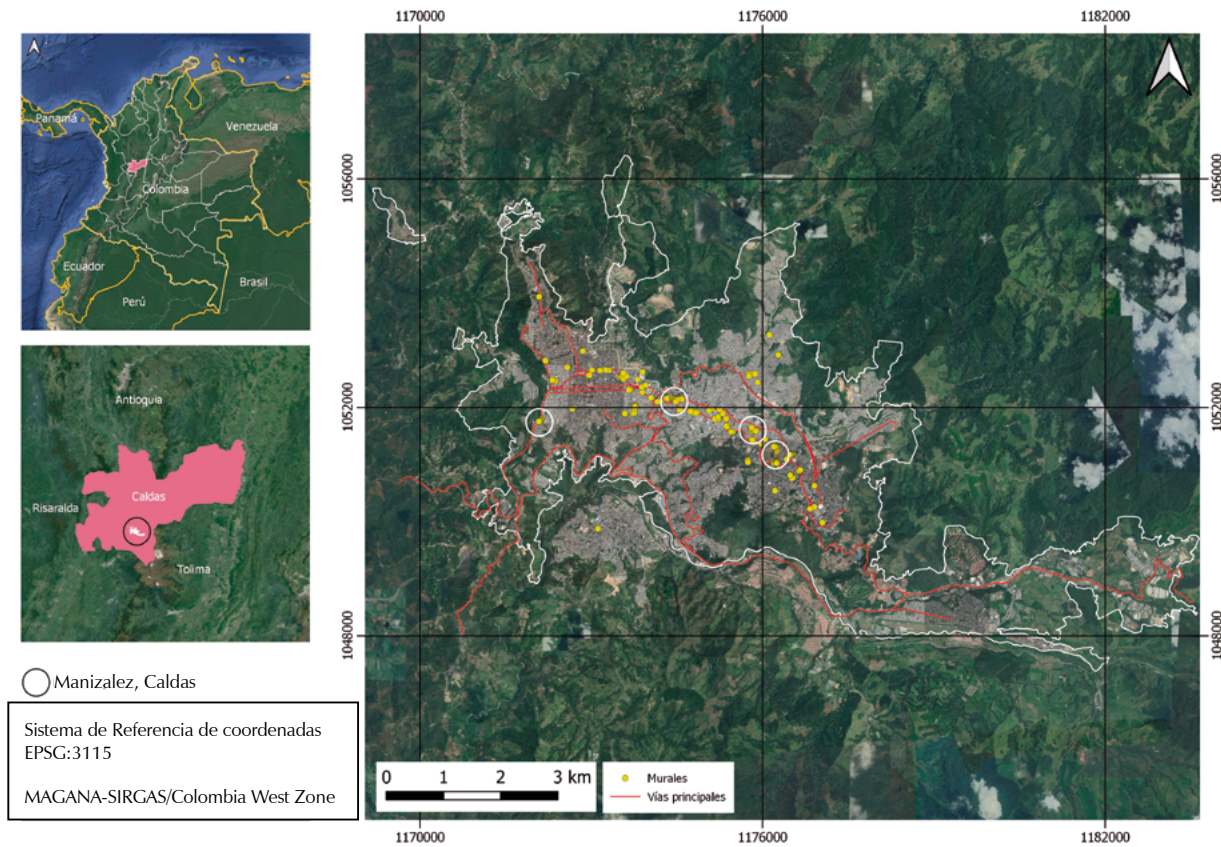 1170000
1176000
1182000
Panamá
Venezuela
Colombia
Ecuador
Perú
Brasil
Antioquia
Caldas
Risaralda
Tolima
Manizalez, Caldas
Sistema de Referencia de coordenadas
EPSG:3115
MAGANA-SIRGAS/Colombia West Zone
1056000
1056000
1052000
1052000
1048000
1048000
0 1 2 3 km
Murales
Vías principales
1170000
1176000
1182000